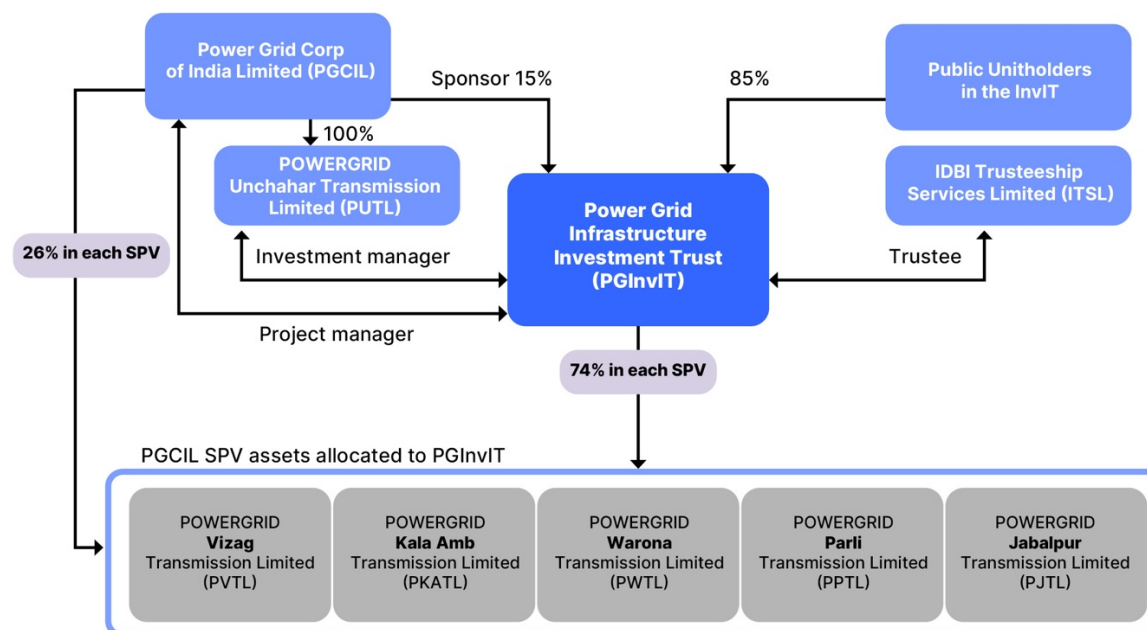 Power Grid Corp
of India Limited (PGCIL)
Sponsor 15%
85%
Public Unitholders
in the InvIT
100%
POWERGRID
Unchahar Transmission
Limited (PUTL)
IDBI Trusteeship
Services Limited (ITSL)
Power Grid
Infrastructure
Investment Trust
(PGInvIT)
26% in each SPV
Investment manager
Trustee
Project manager
74% in each SPV
PGCIL SPV assets allocated to PGInvIT
POWERGRID
Vizag
Transmission Limited
(PVTL)
POWERGRID
Kala Amb
Transmission Limited
(PKATL)
POWERGRID
Warona
Transmission Limited
(PWTL)
POWERGRID
Parli
Transmission Limited
(PPTL)
POWERGRID
Jabalpur
Transmission Limited
(PJTL)